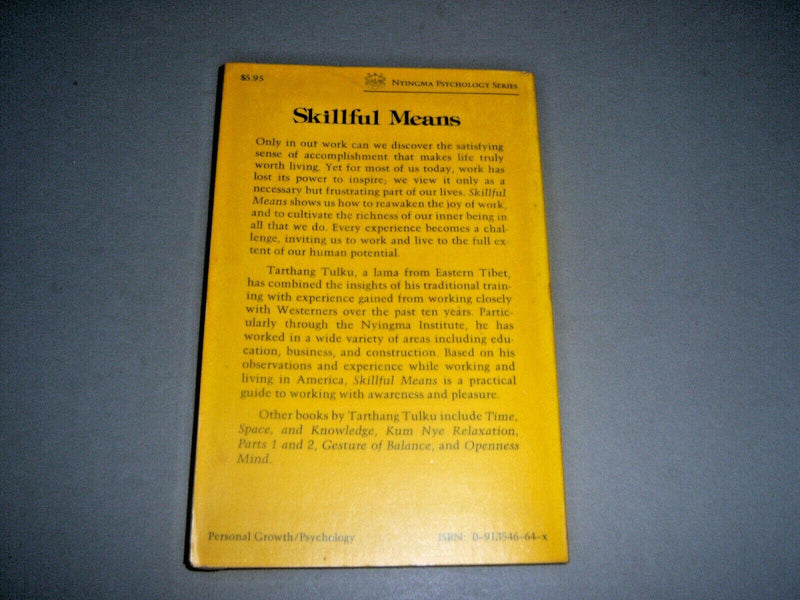 $5.95
NYINGMA PSYCHOLOGY SERIES
Skillful Means
Only in our work can we discover the satisfying
sense of accomplishment that makes life truly
worth living. Yet for most of us today, work has
lost its power to inspire; we view it only as a
necessary but frustrating part of our lives. Skillful
Means shows us how to reawaken the joy of work,
and to cultivate the richness of our inner being in
all that we do. Every experience becomes a chal-
lenge, inviting us to work and live to the full ex-
tent of our human potential.
Tarthang Tulku, a lama from Eastern Tibet,
has combined the insights of his traditional train-
ing with experience gained from working closely
with Westerners over the past ten years. Partic-
ularly through the Nyingma Institute, he has
worked in a wide variety of areas including edu-
cation, business, and construction. Based on his
observations and experience while working and
living in America, Skillful Means is a practical
guide to working with awareness and pleasure.
Other books by Tarthang Tulku include Time,
Space, and Knowledge, Kum Nye Relaxation,
Parts 1 and 2, Gesture of Balance, and Openness
Mind.
Personal Growth/Psychology
ISBN: 0-913546-64-x